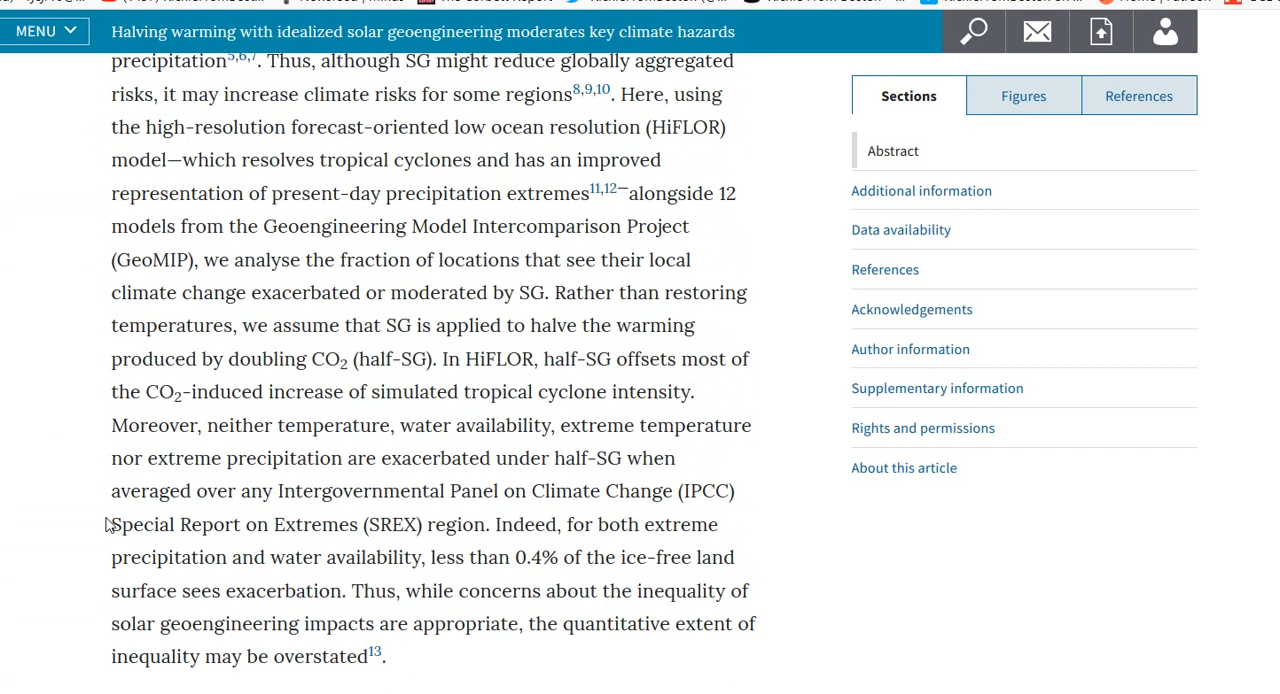 MENU Halving warming with idealized solar geoengineering moderates key climate hazards
precipitation5,6,7. Thus, although SG might reduce globally aggregated
risks, it may increase climate risks for some regions8,9,10. Here, using
the high-resolution forecast-oriented low ocean resolution (HiFLOR)
model—which resolves tropical cyclones and has an improved
representation of present-day precipitation extremes11,12—alongside 12
models from the Geoengineering Model Intercomparison Project
(GeoMIP), we analyse the fraction of locations that see their local
climate change exacerbated or moderated by SG. Rather than restoring
temperatures, we assume that SG is applied to halve the warming
produced by doubling CO2 (half-SG). In HiFLOR, half-SG offsets most of
the CO2-induced increase of simulated tropical cyclone intensity.
Moreover, neither temperature, water availability, extreme temperature
nor extreme precipitation are exacerbated under half-SG when
averaged over any Intergovernmental Panel on Climate Change (IPCC)
Special Report on Extremes (SREX) region. Indeed, for both extreme
precipitation and water availability, less than 0.4% of the ice-free land
surface sees exacerbation. Thus, while concerns about the inequality of
solar geoengineering impacts are appropriate, the quantitative extent of
inequality may be overstated13.
Sections Figures References
Abstract
Additional information
Data availability
References
Acknowledgements
Author information
Supplementary information
Rights and permissions
About this article